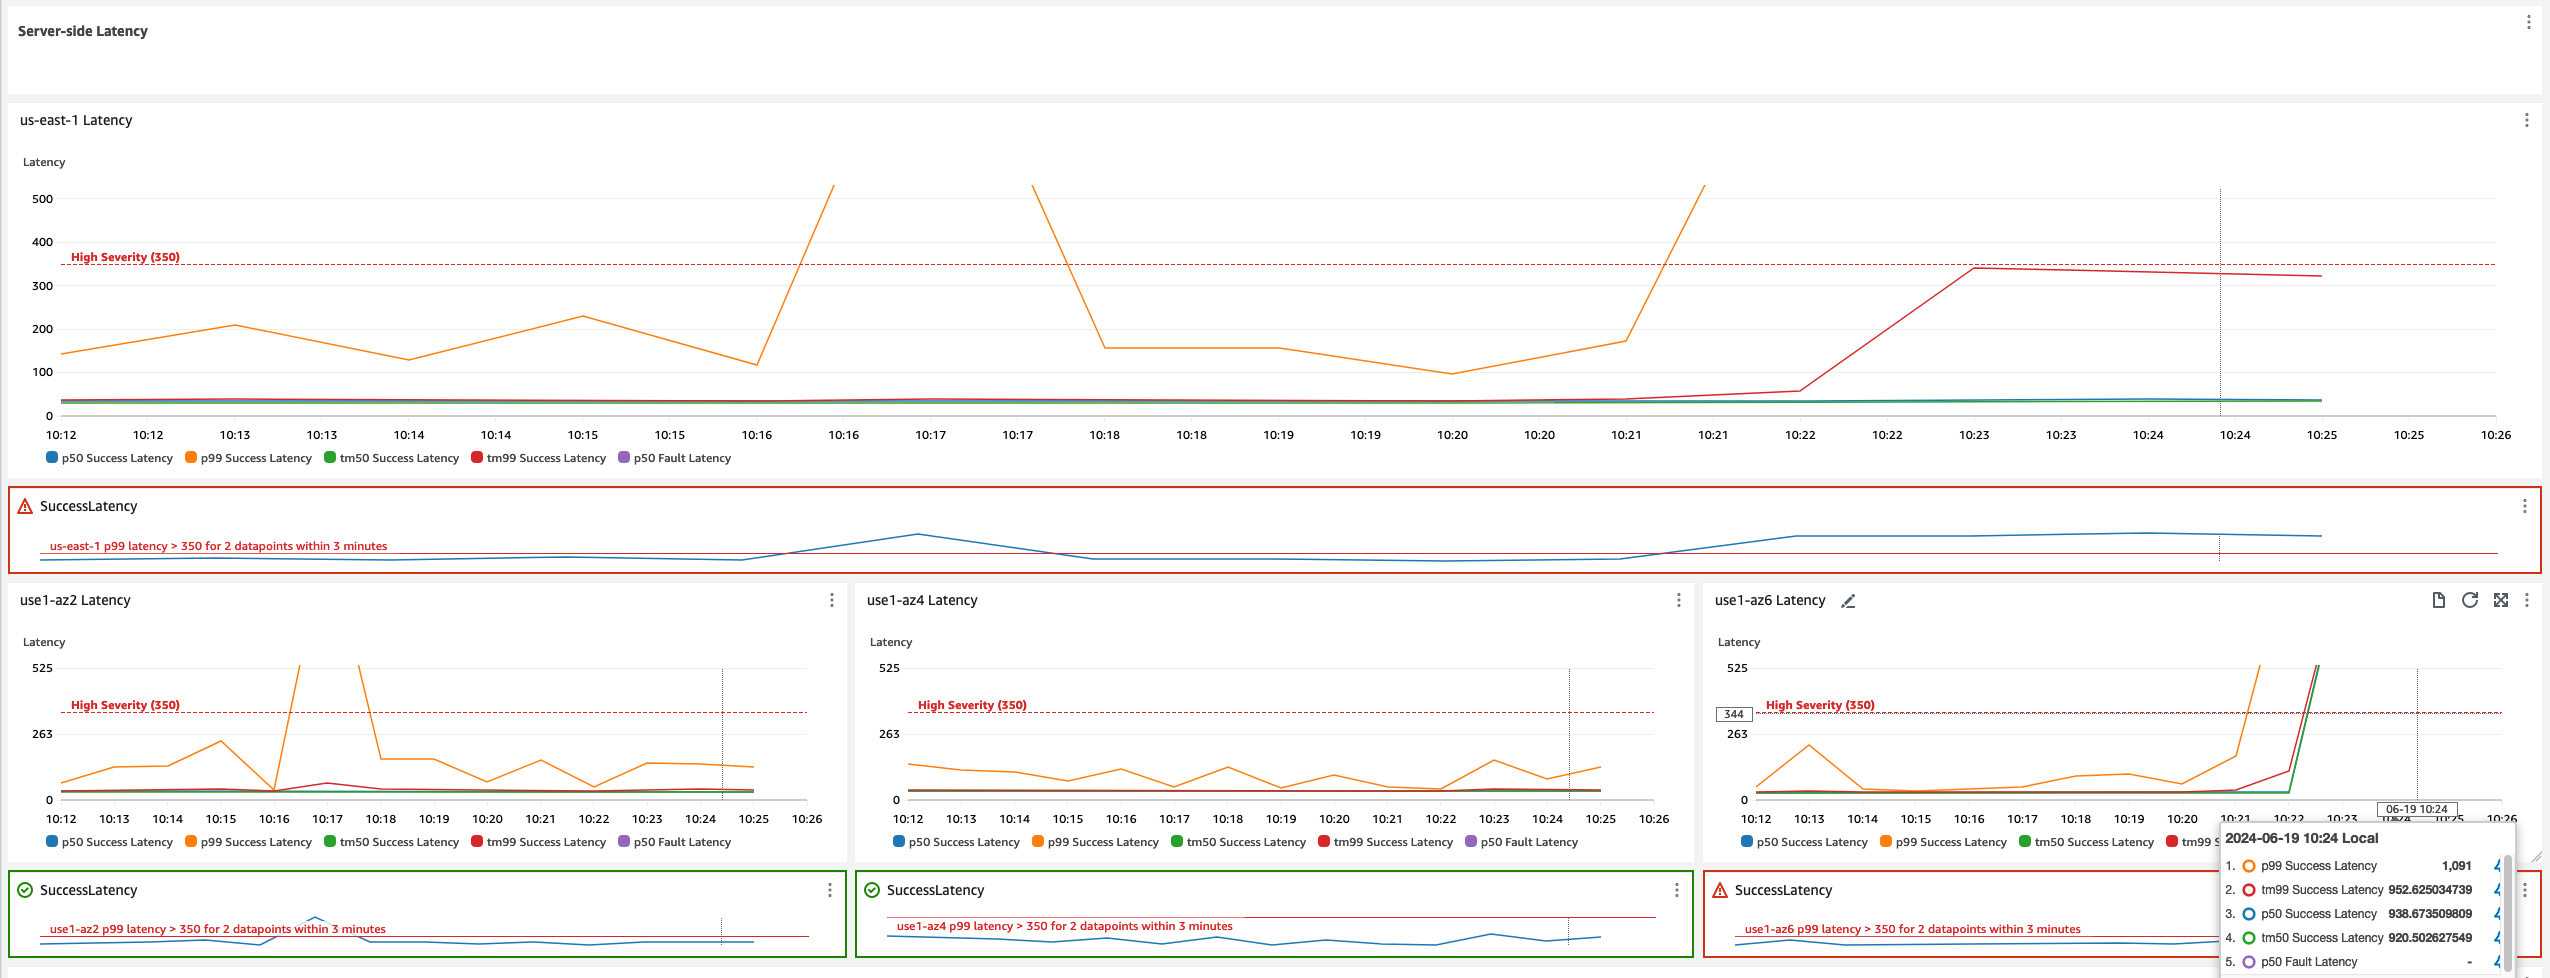 Server-side Latency
us-east-1 Latency
Latency
500
400
High Severity (350)
300
200
100
0
10:12 10:12 10:13 10:13 10:14 10:14 10:15 10:15 10:16 10:16 10:17 10:17 10:18 10:18 10:19 10:19 10:20 10:20 10:21 10:21 10:22 10:22 10:23 10:23 10:24 10:24 10:25 10:25 10:26
p50 Success Latency p99 Success Latency tm50 Success Latency tm99 Success Latency p50 Fault Latency
SuccessLatency
us-east-1 p99 latency > 350 for 2 datapoints within 3 minutes
use1-az2 Latency
Latency
525
High Severity (350)
263
0
10:12 10:13 10:14 10:15 10:16 10:17 10:18 10:19 10:20 10:21 10:22 10:23 10:24 10:25 10:26
p50 Success Latency p99 Success Latency tm50 Success Latency tm99 Success Latency p50 Fault Latency
use1-az4 Latency
Latency
525
High Severity (350)
263
0
10:12 10:13 10:14 10:15 10:16 10:17 10:18 10:19 10:20 10:21 10:22 10:23 10:24 10:25 10:26
p50 Success Latency p99 Success Latency tm50 Success Latency tm99 Success Latency p50 Fault Latency
use1-az6 Latency
Latency
525
High Severity (350)
344
263
0
06-19 10:24
10:12 10:13 10:14 10:15 10:16 10:17 10:18 10:19 10:20 10:21 10:22 10:23 10:24 10:25 10:26
p50 Success Latency p99 Success Latency tm50 Success Latency tm99
SuccessLatency
use1-az2 p99 latency > 350 for 2 datapoints within 3 minutes
SuccessLatency
use1-az4 p99 latency > 350 for 2 datapoints within 3 minutes
SuccessLatency
use1-az6 p99 latency > 350 for 2 datapoints within 3 minutes
2024-06-19 10:24 Local
1. p99 Success Latency 1,091
2. tm99 Success Latency 952.625034739
3. p50 Success Latency 938.673509809
4. tm50 Success Latency 920.502627549
5. p50 Fault Latency -